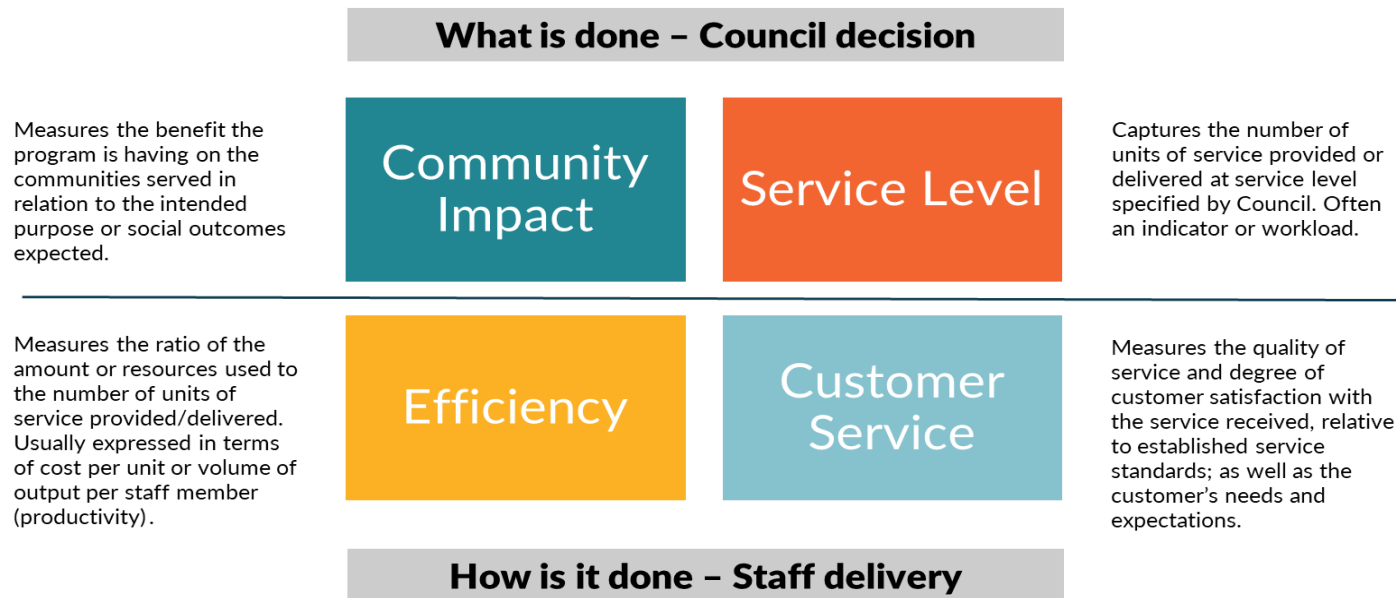 What is done – Council decision
Measures the benefit the
program is having on the
communities served in
relation to the intended
purpose or social outcomes
expected.
Community
Impact
Service Level
Captures the number of
units of service provided or
delivered at service level
specified by Council. Often
an indicator or workload.
Measures the ratio of the
amount or resources used to
the number of units of
service provided/delivered.
Usually expressed in terms
of cost per unit or volume of
output per staff member
(productivity).
Efficiency
Customer
Service
Measures the quality of
service and degree of
customer satisfaction with
the service received, relative
to established service
standards; as well as the
customer’s needs and
expectations.
How is it done – Staff delivery